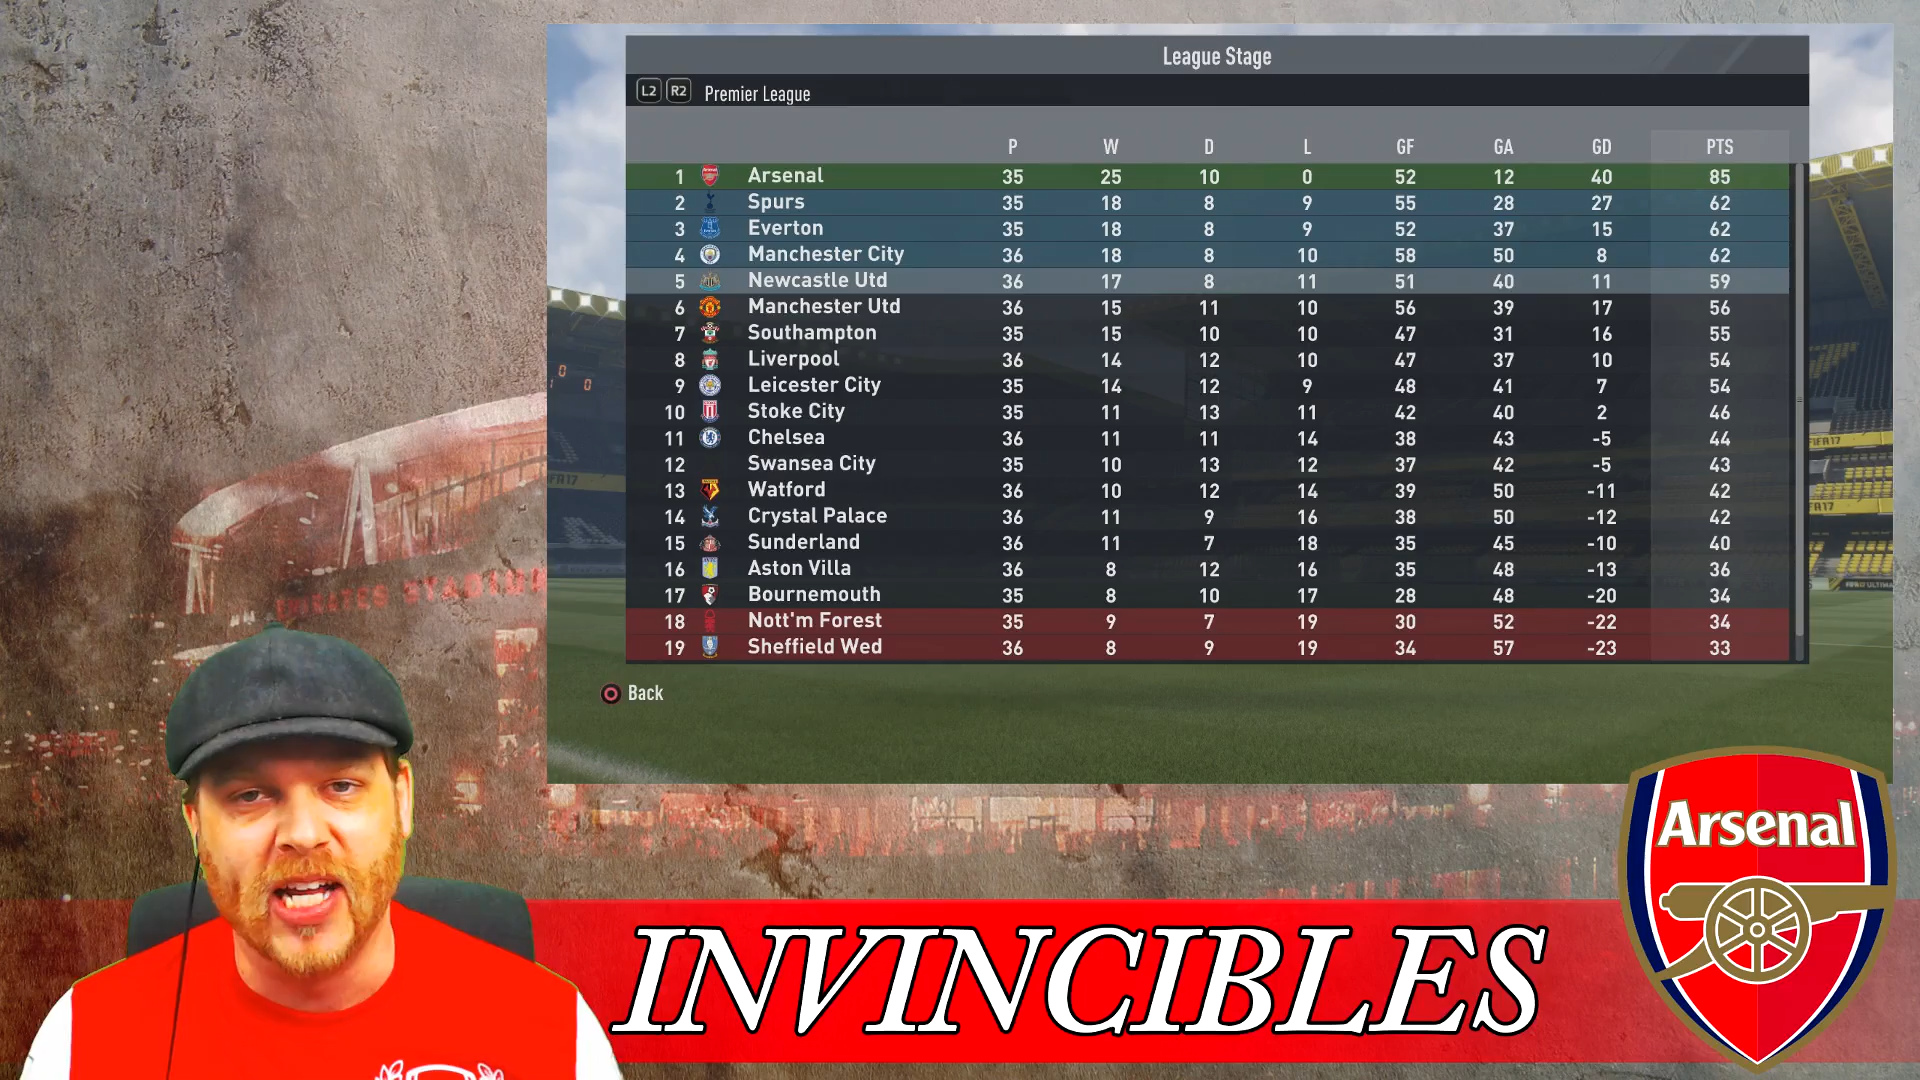 League Stage
L2 R2 Premier League
P W D L GF GA GD PTS
1 Arsenal 35 25 10 0 52 12 40 85
2 Spurs 35 18 8 9 55 28 27 62
3 Everton 35 18 8 9 52 37 15 62
4 Manchester City 36 18 8 10 58 50 8 62
5 Newcastle Utd 36 17 8 11 51 40 11 59
6 Manchester Utd 36 15 11 10 56 39 17 56
7 Southampton 35 15 10 10 47 31 16 55
8 Liverpool 36 14 12 10 47 37 10 54
9 Leicester City 35 14 12 9 48 41 7 54
10 Stoke City 35 11 13 11 42 40 2 46
11 Chelsea 36 11 11 14 38 43 -5 44
12 Swansea City 35 10 13 12 37 42 -5 43
13 Watford 36 10 12 14 39 50 -11 42
14 Crystal Palace 36 11 9 16 38 50 -12 42
15 Sunderland 36 11 7 18 35 45 -10 40
16 Aston Villa 36 8 12 16 35 48 -13 36
17 Bournemouth 35 8 10 17 28 48 -20 34
18 Nott'm Forest 35 9 7 19 30 52 -22 34
19 Sheffield Wed 36 8 9 19 34 57 -23 33
Back
EMIRATES STADIUM
Arsenal
INVINCIBLES